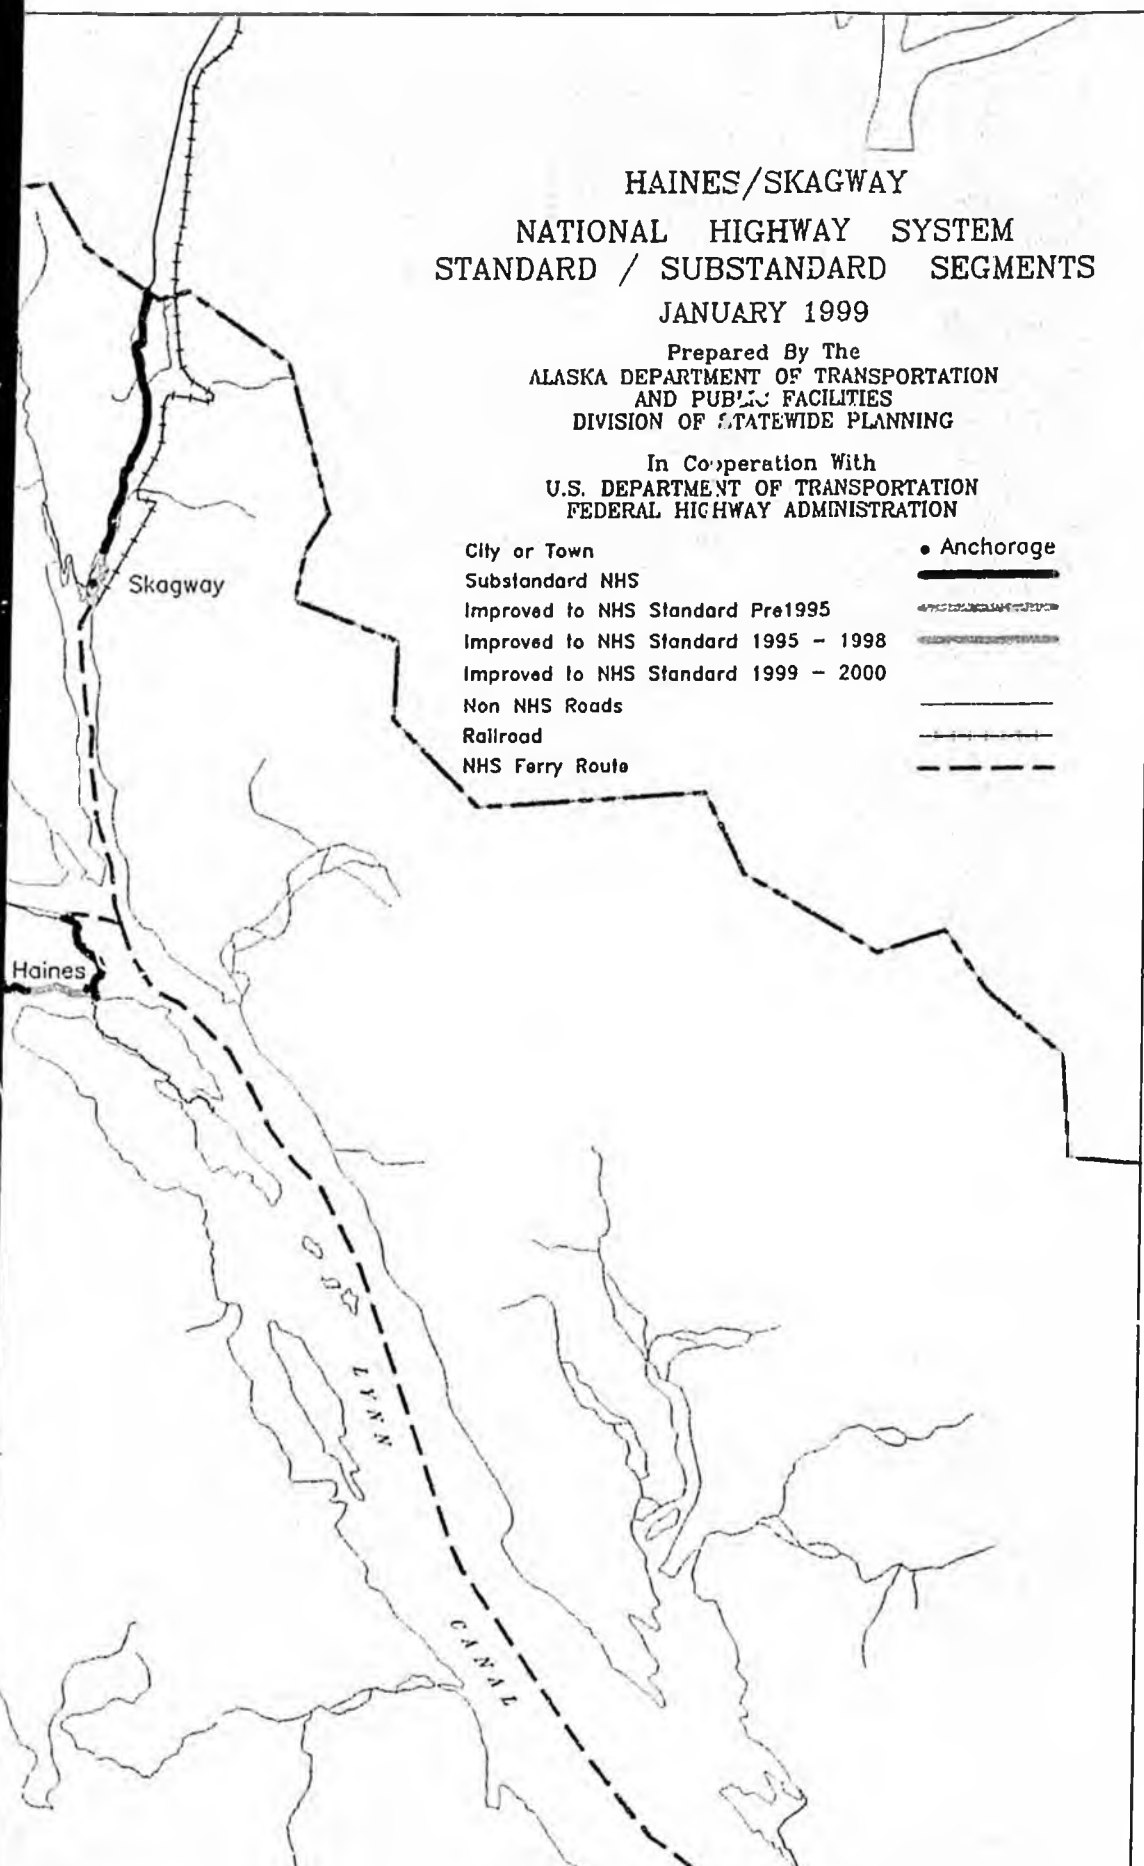 HAINES/SKAGWAY
NATIONAL HIGHWAY SYSTEM
STANDARD / SUBSTANDARD SEGMENTS
JANUARY 1999
Prepared By The
ALASKA DEPARTMENT OF TRANSPORTATION
AND PUBLIC FACILITIES
DIVISION OF STATEWIDE PLANNING
In Cooperation With
U.S. DEPARTMENT OF TRANSPORTATION
FEDERAL HIGHWAY ADMINISTRATION
City or Town • Anchorage
Substandard NHS
Improved to NHS Standard Pre1995
Improved to NHS Standard 1995 - 1998
Improved to NHS Standard 1999 - 2000
Non NHS Roads
Railroad
NHS Ferry Route
Skagway
Haines
LYNN
CANAL